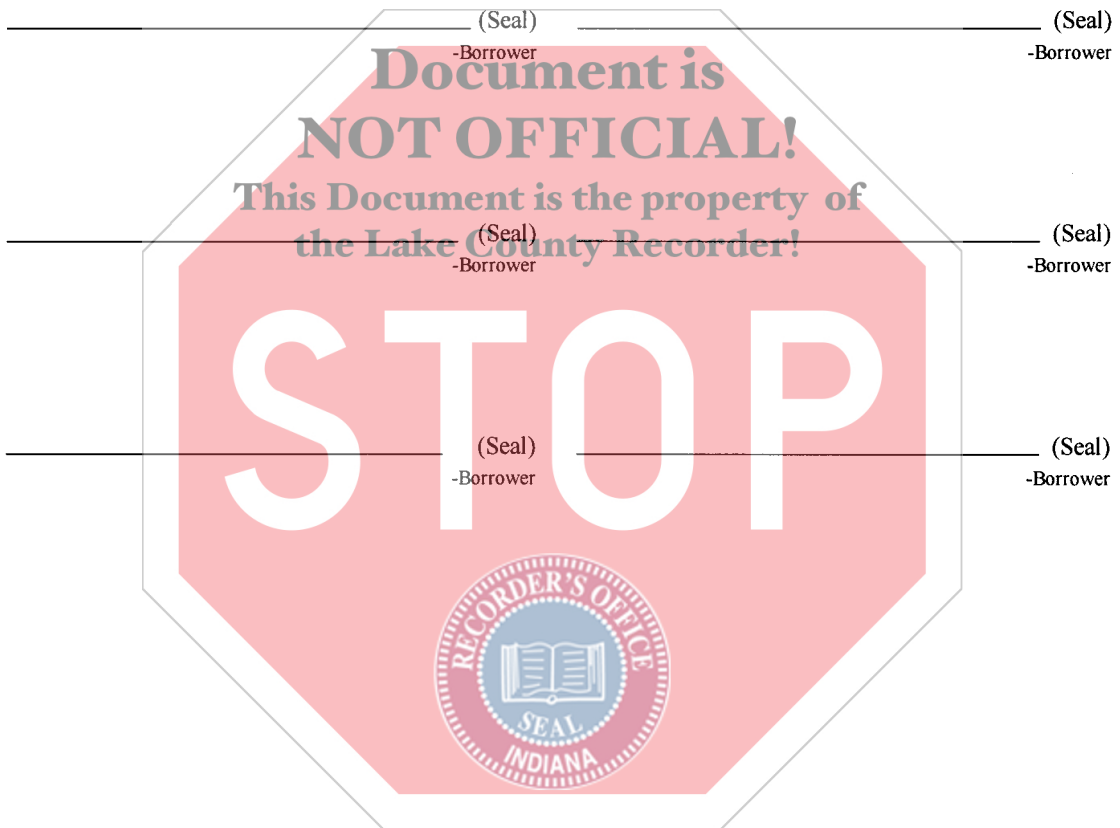 (Seal) (Seal)
-Borrower -Borrower
Document is
NOT OFFICIAL!
This Document is the property of
the Lake County Recorder!
(Seal) (Seal)
-Borrower -Borrower
STOP
(Seal) (Seal)
-Borrower -Borrower
RECORDER'S OFFICE
SEAL
INDIANA